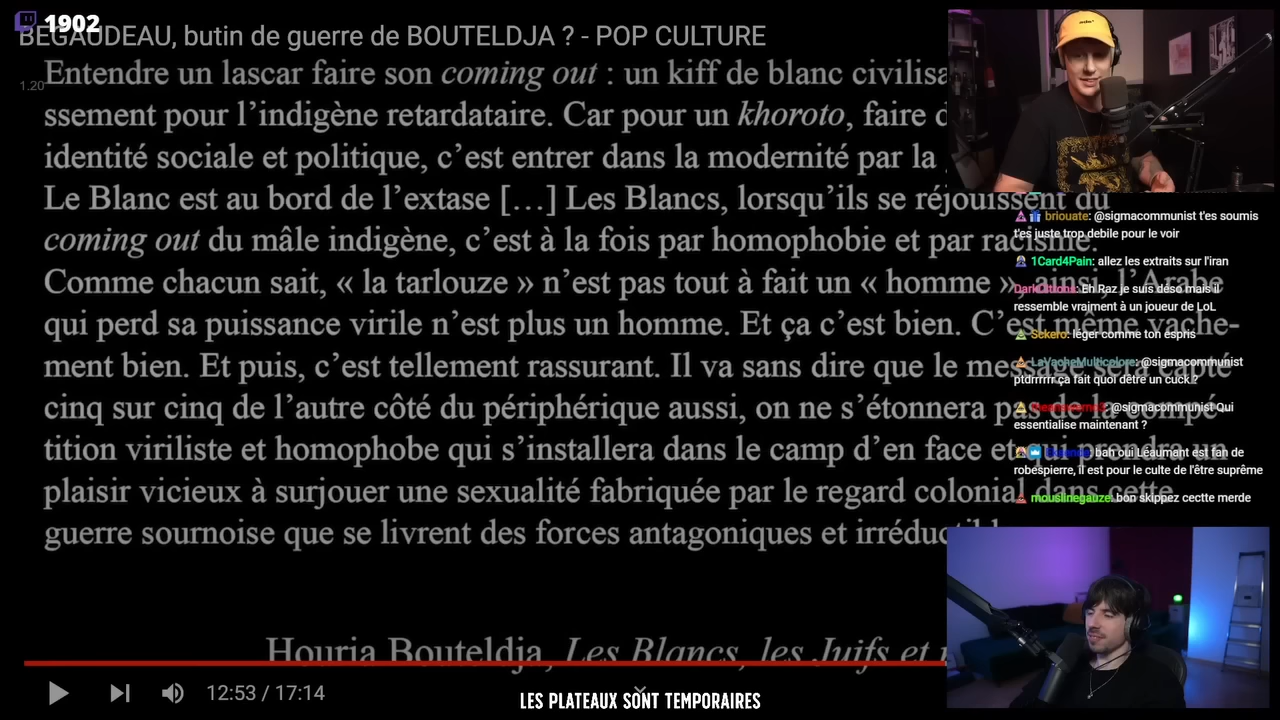 1902
BEGAUDEAU, butin de guerre de BOUTELDJA ? - POP CULTURE
1.20
Entendre un lascar faire son coming out : un kiff de blanc civilisa
ssement pour l'indigène retardataire. Car pour un khoroto, faire d
identité sociale et politique, c'est entrer dans la modernité par la
Le Blanc est au bord de l'extase […] Les Blancs, lorsqu'ils se réjouissent du
coming out du mâle indigène, c'est à la fois par homophobie et par racisme.
Comme chacun sait, « la tarlouze » n'est pas tout à fait un « homme », ainsi, l'Arabe
qui perd sa puissance virile n'est plus un homme. Et ça c'est bien. C'est même vache-
ment bien. Et puis, c'est tellement rassurant. Il va sans dire que le message sera capté
cinq sur cinq de l'autre côté du périphérique aussi, on ne s'étonnera pas de la compé-
tition viriliste et homophobe qui s'installera dans le camp d'en face et qui prendra un
plaisir vicieux à surjouer une sexualité fabriquée par le regard colonial dans cette
guerre sournoise que se livrent des forces antagoniques et irréductibl
Houria Bouteldja, Les Blancs, les Juifs et
12:53 / 17:14
LES PLATEAUX SONT TEMPORAIRES
briouate: @sigmacommunist t'es soumis
t'es juste trop debile pour le voir
1Card4Pain: allez les extraits sur l'iran
Eh Raz je suis déso mais il
ressemble vraiment à un joueur de LoL
Sckero: léger comme ton espris
LaVacheMulticolore: @sigmacommunist
ptdrrrrrr ça fait quoi dêtre un cuck ?
@sigmacommunist Qui
essentialise maintenant ?
bah oui Léaument est fan de
robespierre, il est pour le culte de l'être suprême
mouslinegauze: bon skippez cectte merde